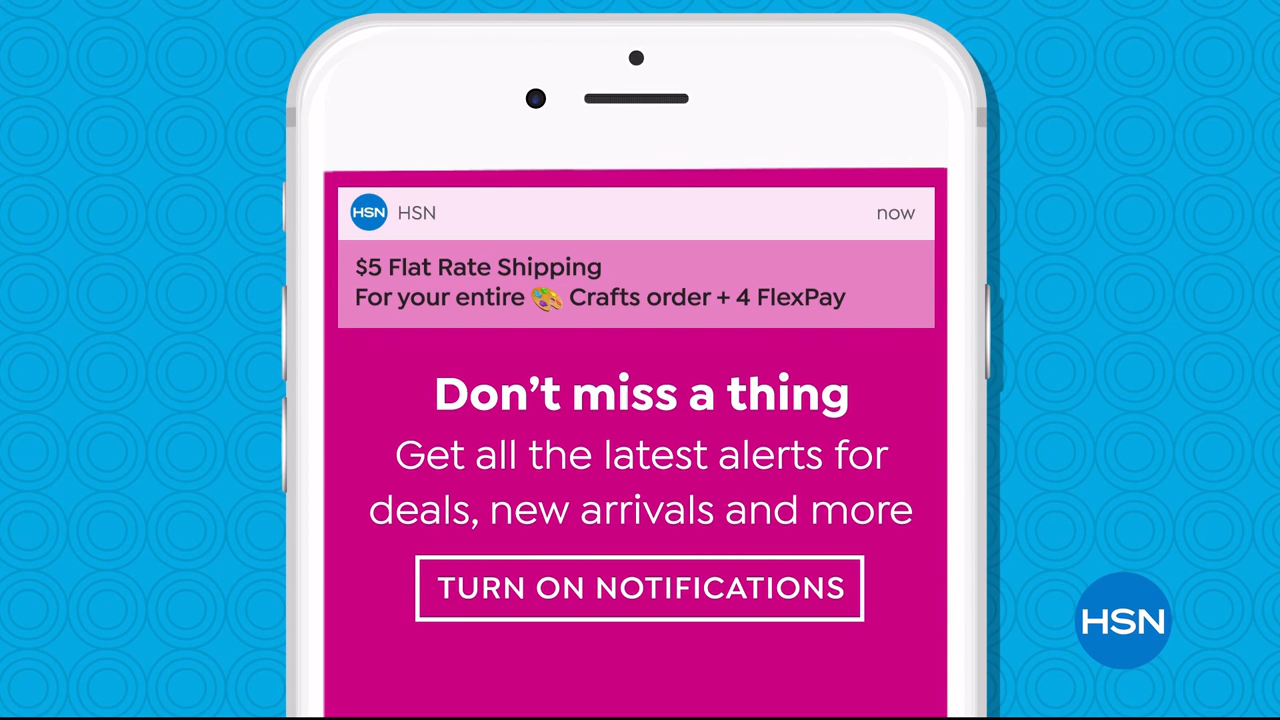 HSN HSN now
$5 Flat Rate Shipping
For your entire 🎨 Crafts order + 4 FlexPay
Don't miss a thing
Get all the latest alerts for
deals, new arrivals and more
TURN ON NOTIFICATIONS
HSN